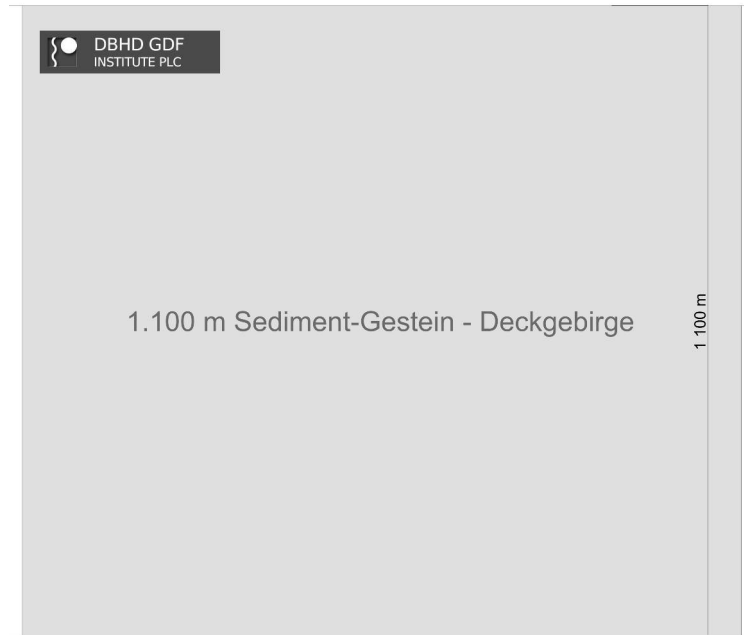 DBHD GDF
INSTITUTE PLC
1.100 m Sediment-Gestein - Deckgebirge
1 100 m